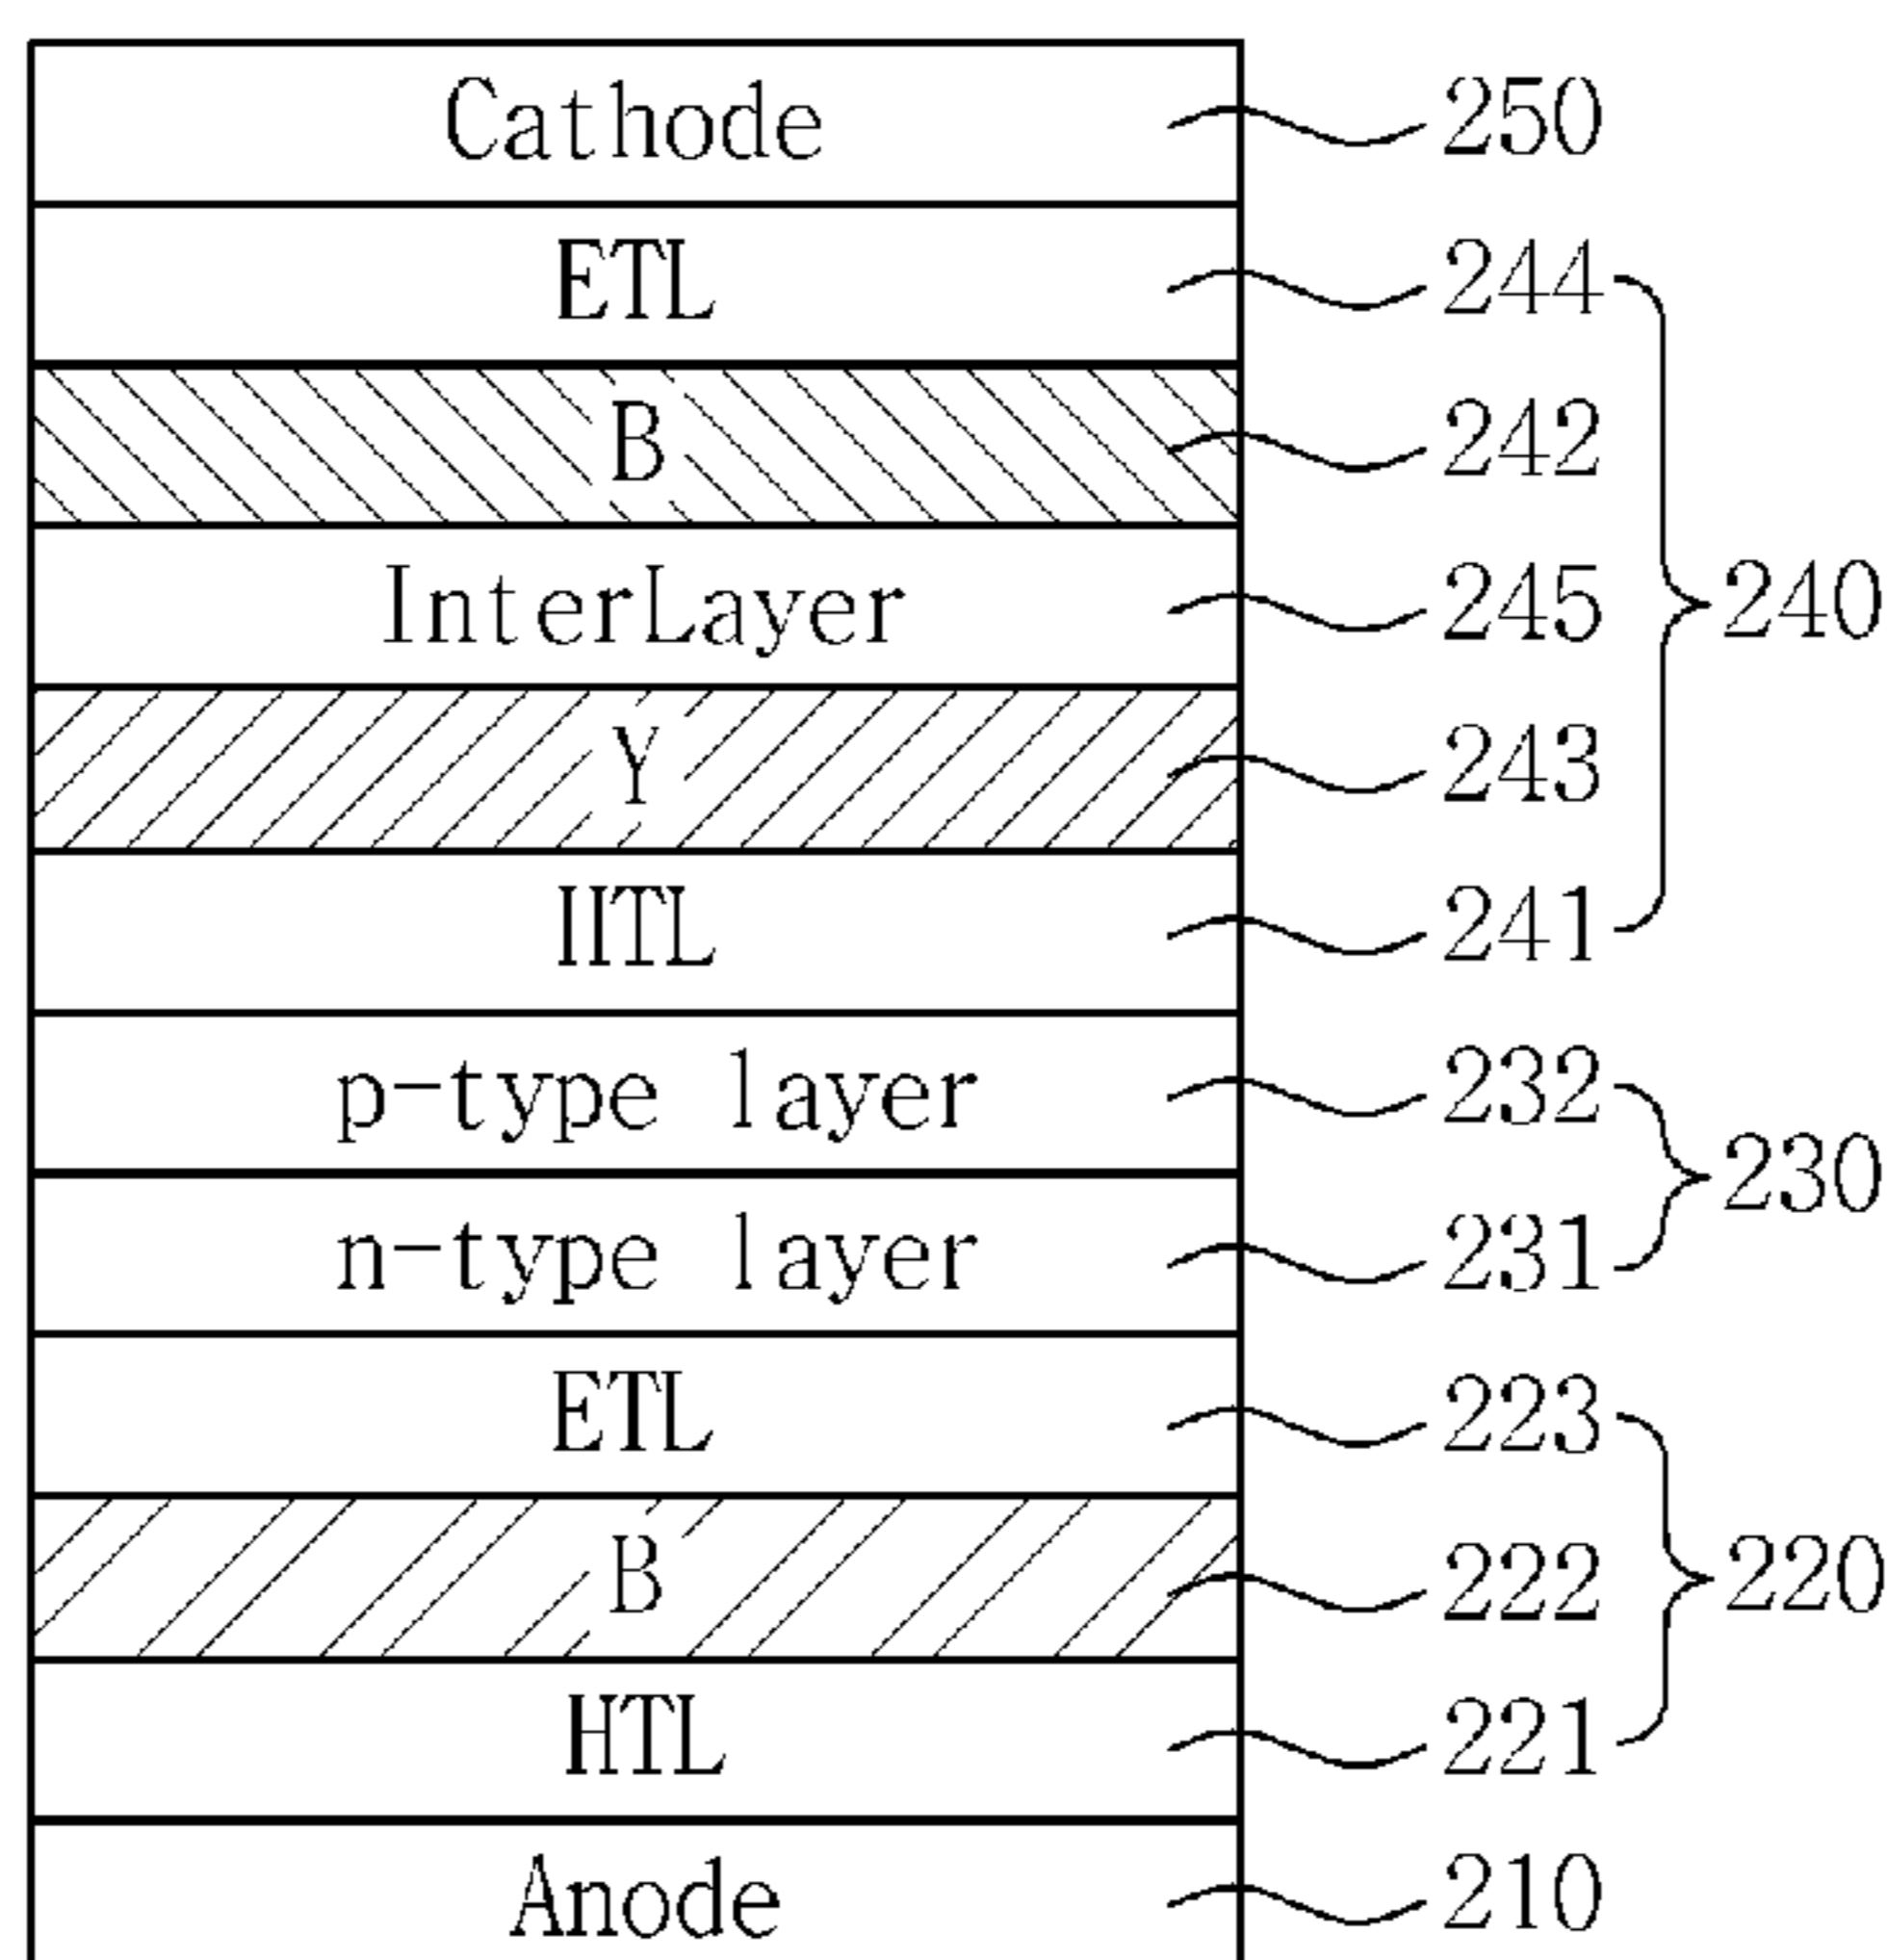 Cathode 250
ETL 244
B 242
InterLayer 245
240
Y 243
HTL 241
p-type layer 232
230
n-type layer 231
ETL 223
B 222
220
HTL 221
Anode 210